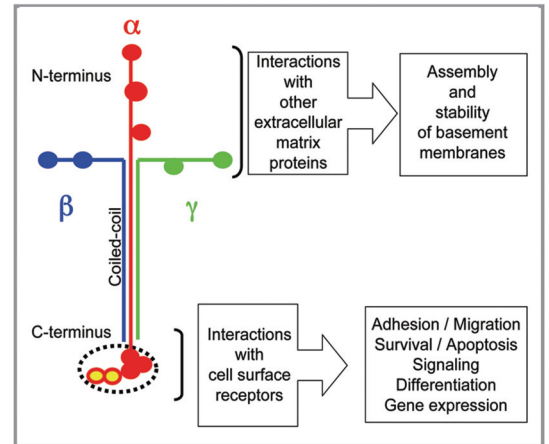 α
N-terminus
Interactions
with
other
extracellular
matrix
proteins
Assembly
and
stability
of basement
membranes
β
γ
Coiled-coil
C-terminus
Interactions
with
cell surface
receptors
Adhesion / Migration
Survival / Apoptosis
Signaling
Differentiation
Gene expression